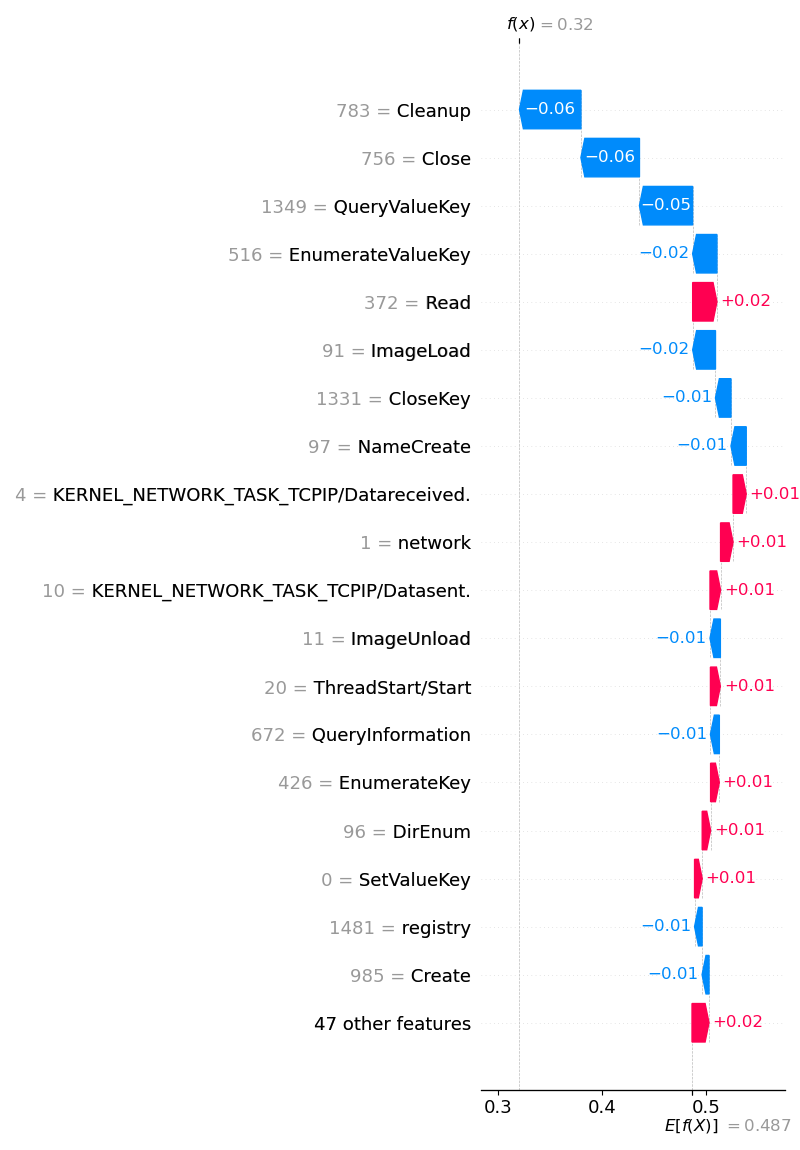 f(x) = 0.32
783 = Cleanup −0.06
756 = Close −0.06
1349 = QueryValueKey −0.05
516 = EnumerateValueKey −0.02
372 = Read +0.02
91 = ImageLoad −0.02
1331 = CloseKey −0.01
97 = NameCreate −0.01
4 = KERNEL_NETWORK_TASK_TCPIP/Datareceived. +0.01
1 = network +0.01
10 = KERNEL_NETWORK_TASK_TCPIP/Datasent. +0.01
11 = ImageUnload −0.01
20 = ThreadStart/Start +0.01
672 = QueryInformation −0.01
426 = EnumerateKey +0.01
96 = DirEnum +0.01
0 = SetValueKey +0.01
1481 = registry −0.01
985 = Create −0.01
47 other features +0.02
0.3 0.4 0.5
E[f(X)] = 0.487